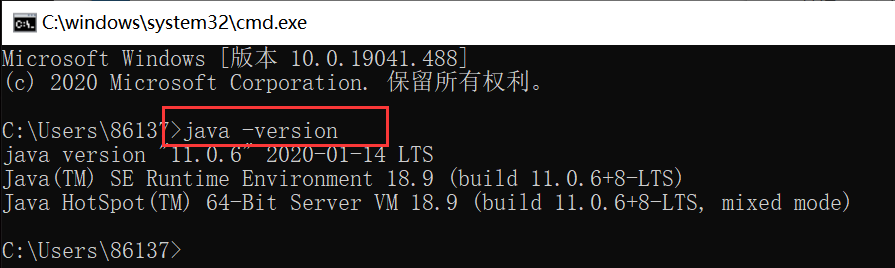 C:\windows\system32\cmd.exe
Microsoft Windows [版本 10.0.19041.488]
(c) 2020 Microsoft Corporation. 保留所有权利。
C:\Users\86137>java -version
java version "11.0.6" 2020-01-14 LTS
Java(TM) SE Runtime Environment 18.9 (build 11.0.6+8-LTS)
Java HotSpot(TM) 64-Bit Server VM 18.9 (build 11.0.6+8-LTS, mixed mode)
C:\Users\86137>